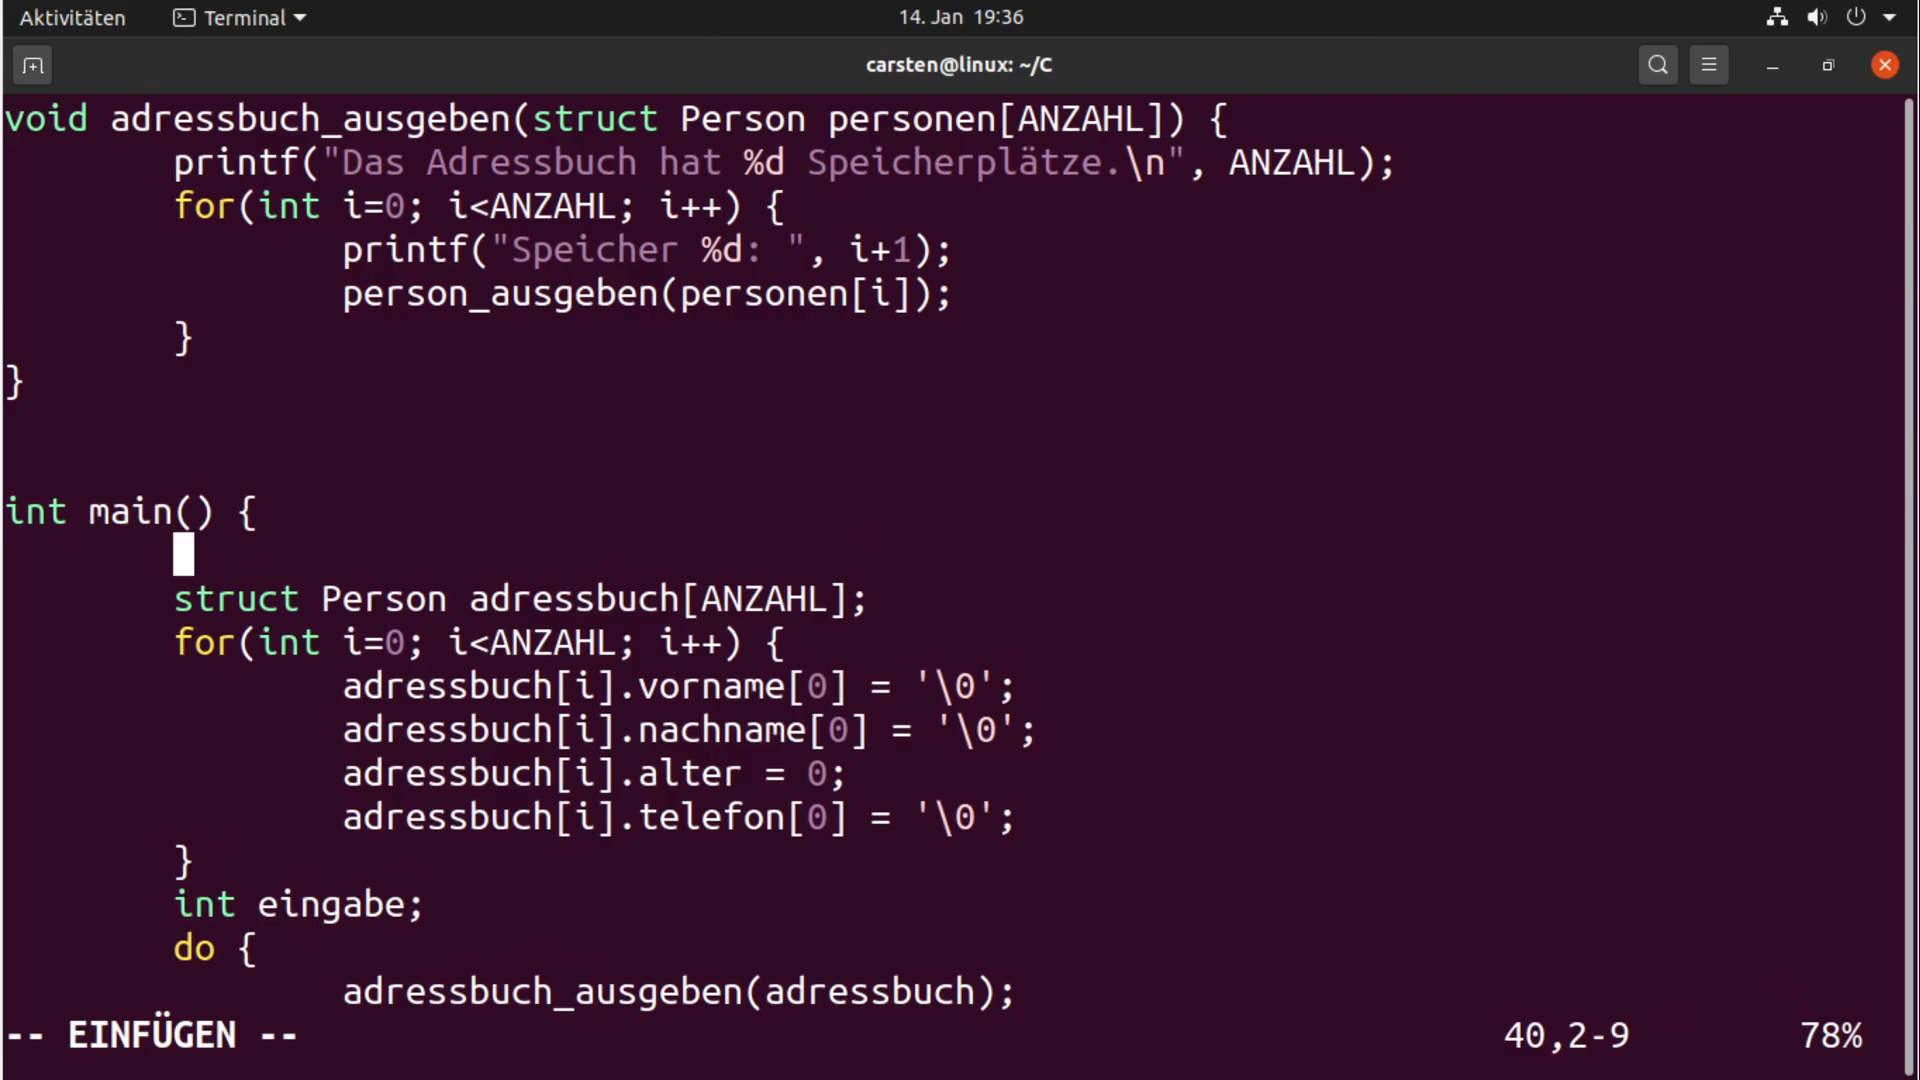 Aktivitäten Terminal 14. Jan 19:36
carsten@linux: ~/C
void adressbuch_ausgeben(struct Person personen[ANZAHL]) {
        printf("Das Adressbuch hat %d Speicherplätze.\n", ANZAHL);
        for(int i=0; i<ANZAHL; i++) {
                printf("Speicher %d: ", i+1);
                person_ausgeben(personen[i]);
        }
}
int main() {
        struct Person adressbuch[ANZAHL];
        for(int i=0; i<ANZAHL; i++) {
                adressbuch[i].vorname[0] = '\0';
                adressbuch[i].nachname[0] = '\0';
                adressbuch[i].alter = 0;
                adressbuch[i].telefon[0] = '\0';
        }
        int eingabe;
        do {
                adressbuch_ausgeben(adressbuch);
-- EINFÜGEN -- 40,2-9 78%